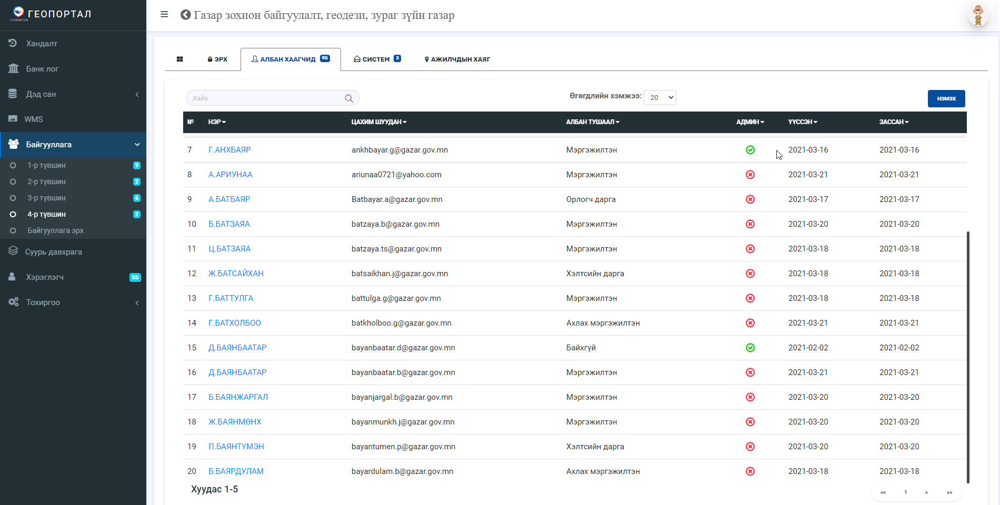 ГЕОПОРТАЛ
Хандалт
Банк лог
Дэд сан
WMS
Байгууллага
1-р түвшин 9
2-р түвшин 2
3-р түвшин 6
4-р түвшин 2
Байгууллага эрх
Суурь давхрага
Хэрэглэгч 55
Тохиргоо
Газар зохион байгуулалт, геодези, зураг зүйн газар
ЭРХ АЛБАН ХААГЧИД 95 СИСТЕМ 3 АЖИЛЧДЫН ХАЯГ
Хайх Өгөгдлийн хэмжээ: 20 НЭМЭХ
№ НЭР ЦАХИМ ШУУДАН АЛБАН ТУШААЛ АДМИН ҮҮССЭН ЗАССАН
7 Г.АНХБАЯР ankhbayar.g@gazar.gov.mn Мэргэжилтэн 2021-03-16 2021-03-16
8 А.АРИУНАА ariunaa0721@yahoo.com Мэргэжилтэн 2021-03-21 2021-03-21
9 А.БАТБАЯР Batbayar.a@gazar.gov.mn Орлогч дарга 2021-03-17 2021-03-17
10 Б.БАТЗАЯА batzaya.b@gazar.gov.mn Мэргэжилтэн 2021-03-20 2021-03-20
11 Ц.БАТЗАЯА batzaya.ts@gazar.gov.mn Мэргэжилтэн 2021-03-18 2021-03-18
12 Ж.БАТСАЙХАН batsaikhan.j@gazar.gov.mn Хэлтсийн дарга 2021-03-18 2021-03-18
13 Г.БАТТУЛГА battulga.g@gazar.gov.mn Мэргэжилтэн 2021-03-18 2021-03-18
14 Г.БАТХОЛБОО batkholboo.g@gazar.gov.mn Ахлах мэргэжилтэн 2021-03-21 2021-03-21
15 Д.БАЯНБААТАР bayanbaatar.d@gazar.gov.mn Байхгүй 2021-02-02 2021-02-02
16 Д.БАЯНБААТАР bayanbaatar.b@gazar.gov.mn Мэргэжилтэн 2021-03-21 2021-03-21
17 Б.БАЯНЖАРГАЛ bayanjargal.b@gazar.gov.mn Мэргэжилтэн 2021-03-20 2021-03-20
18 Ж.БАЯНМӨНХ bayanmunkh.j@gazar.gov.mn Мэргэжилтэн 2021-03-20 2021-03-20
19 П.БАЯНТҮМЭН bayantumen.p@gazar.gov.mn Хэлтсийн дарга 2021-03-20 2021-03-20
20 Б.БАЯРДУЛАМ bayardulam.b@gazar.gov.mn Ахлах мэргэжилтэн 2021-03-18 2021-03-18
Хуудас 1-5 << 1 > >>